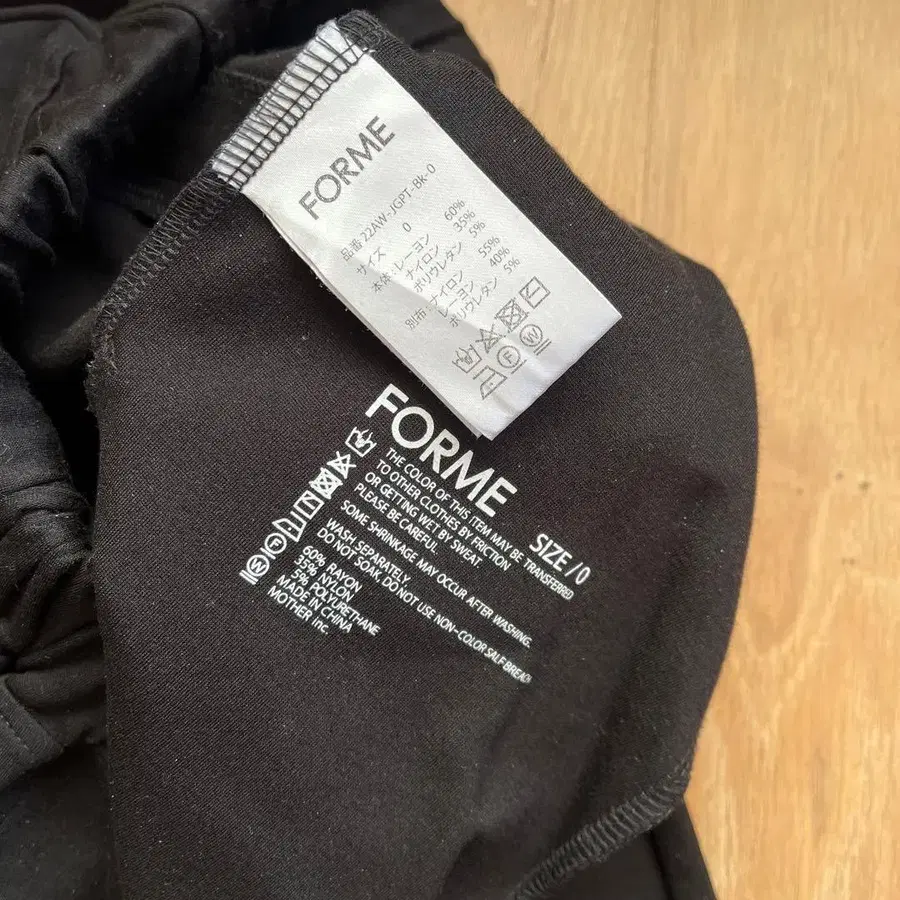 FORME
品番 22AW-JGPT-BK-0
サイズ 0
本体:レーヨン 60%
ナイロン 35%
ポリウレタン 5%
別布:ナイロン 55%
レーヨン 40%
ポリウレタン 5%
FORME
SIZE/0
THE COLOR OF THIS ITEM MAY BE TRANSFERRED
TO OTHER CLOTHES BY FRICTION
OR GETTING WET BY SWEAT.
PLEASE BE CAREFUL.
SOME SHRINKAGE MAY OCCUR AFTER WASHING.
WASH SEPARATELY.
DO NOT SOAK. DO NOT USE NON-COLOR SALF BREACH
60% RAYON
35% NYLON
5% POLYURETHANE
MADE IN CHINA
MOTHER inc.